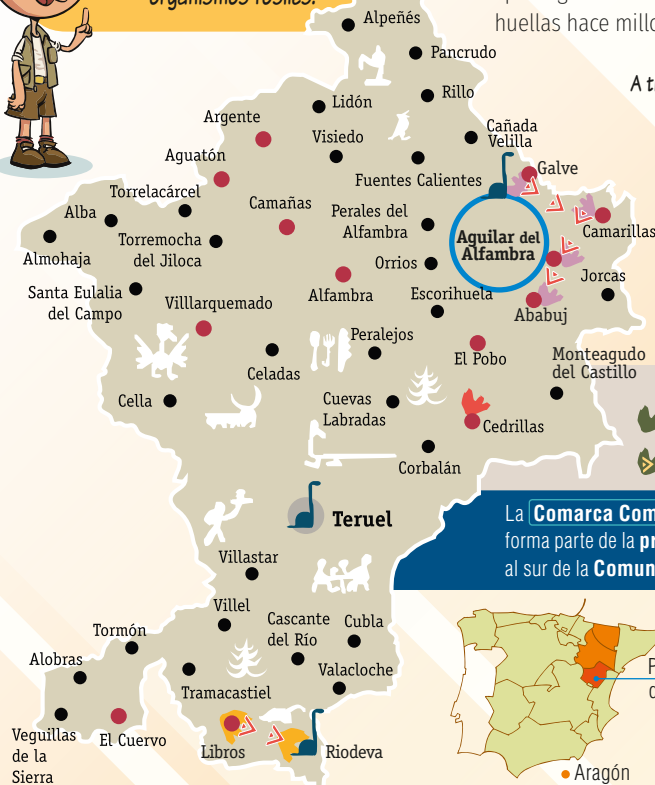 organismos fósiles.
huellas hace millo
A t
Alpeñés
Pancrudo
Rillo
Lidón
Argente
Visiedo
Cañada
Velilla
Aguatón
Fuentes Calientes
Galve
Torrelacárcel
Camañas
Perales del
Alfambra
Alba
Aguilar del
Alfambra
Camarillas
Almohaja
Torremocha
del Jiloca
Orrios
Jorcas
Santa Eulalia
del Campo
Alfambra
Escorihuela
Ababuj
Villlarquemado
Peralejos
El Pobo
Monteagudo
del Castillo
Celadas
Cella
Cuevas
Labradas
Cedrillas
Corbalán
La Comarca Com
forma parte de la pr
al sur de la Comun
Teruel
Villastar
Villel
Cascante
del Río
Cubla
Tormón
Alobras
Valacloche
Tramacastiel
Veguillas
de la
Sierra
El Cuervo
Libros
Riodeva
Aragón